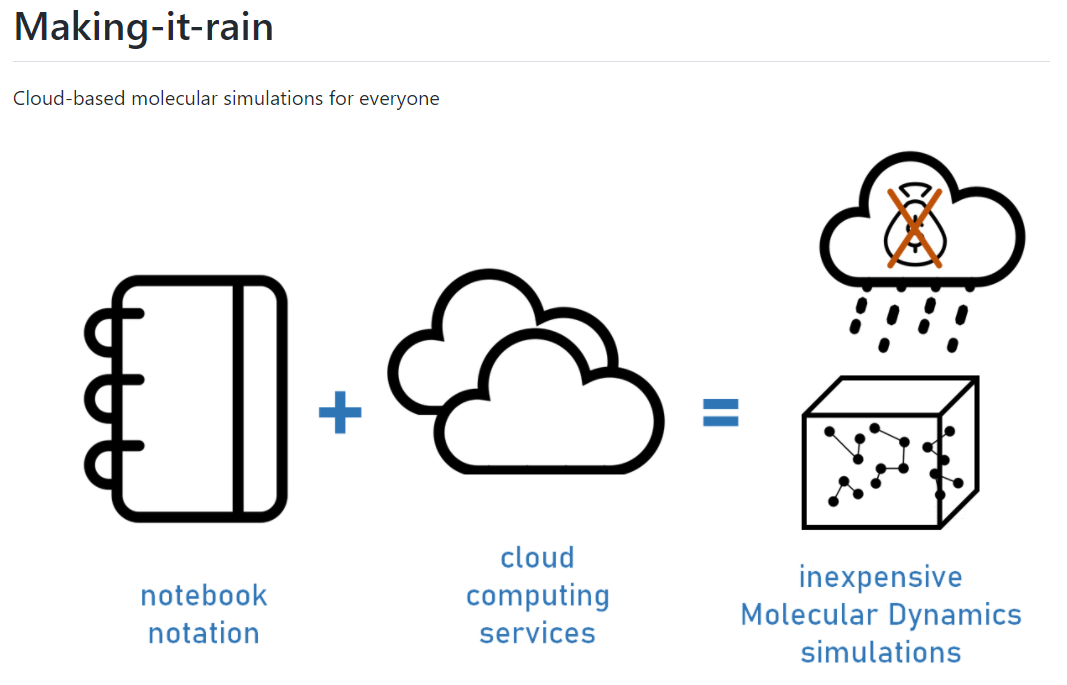 Making-it-rain
Cloud-based molecular simulations for everyone
notebook
notation
+
cloud
computing
services
=
inexpensive
Molecular Dynamics
simulations